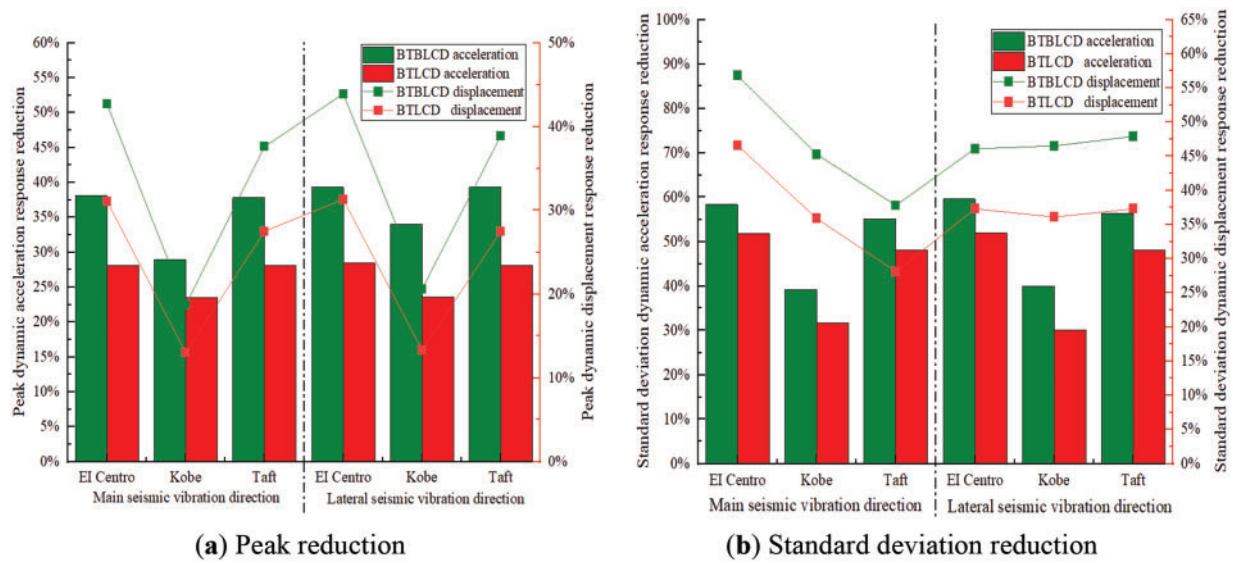 60%
55%
50%
45%
40%
35%
30%
25%
20%
15%
10%
5%
0%
Peak dynamic acceleration response reduction
BTBLCD acceleration
BTLCD acceleration
BTBLCD displacement
BTLCD displacement
50%
40%
30%
20%
10%
0%
Peak dynamic displacement response reduction
EI Centro Kobe Taft EI Centro Kobe Taft
Main seismic vibration direction Lateral seismic vibration direction
(a) Peak reduction
100%
90%
80%
70%
60%
50%
40%
30%
20%
10%
0%
Standard deviation dynamic acceleration response reduction
BTBLCD acceleration
BTLCD acceleration
BTBLCD displacement
BTLCD displacement
65%
60%
55%
50%
45%
40%
35%
30%
25%
20%
15%
10%
5%
0%
Standard deviation dynamic displacement response reduction
EI Centro Kobe Taft EI Centro Kobe Taft
Main seismic vibration direction Lateral seismic vibration direction
(b) Standard deviation reduction